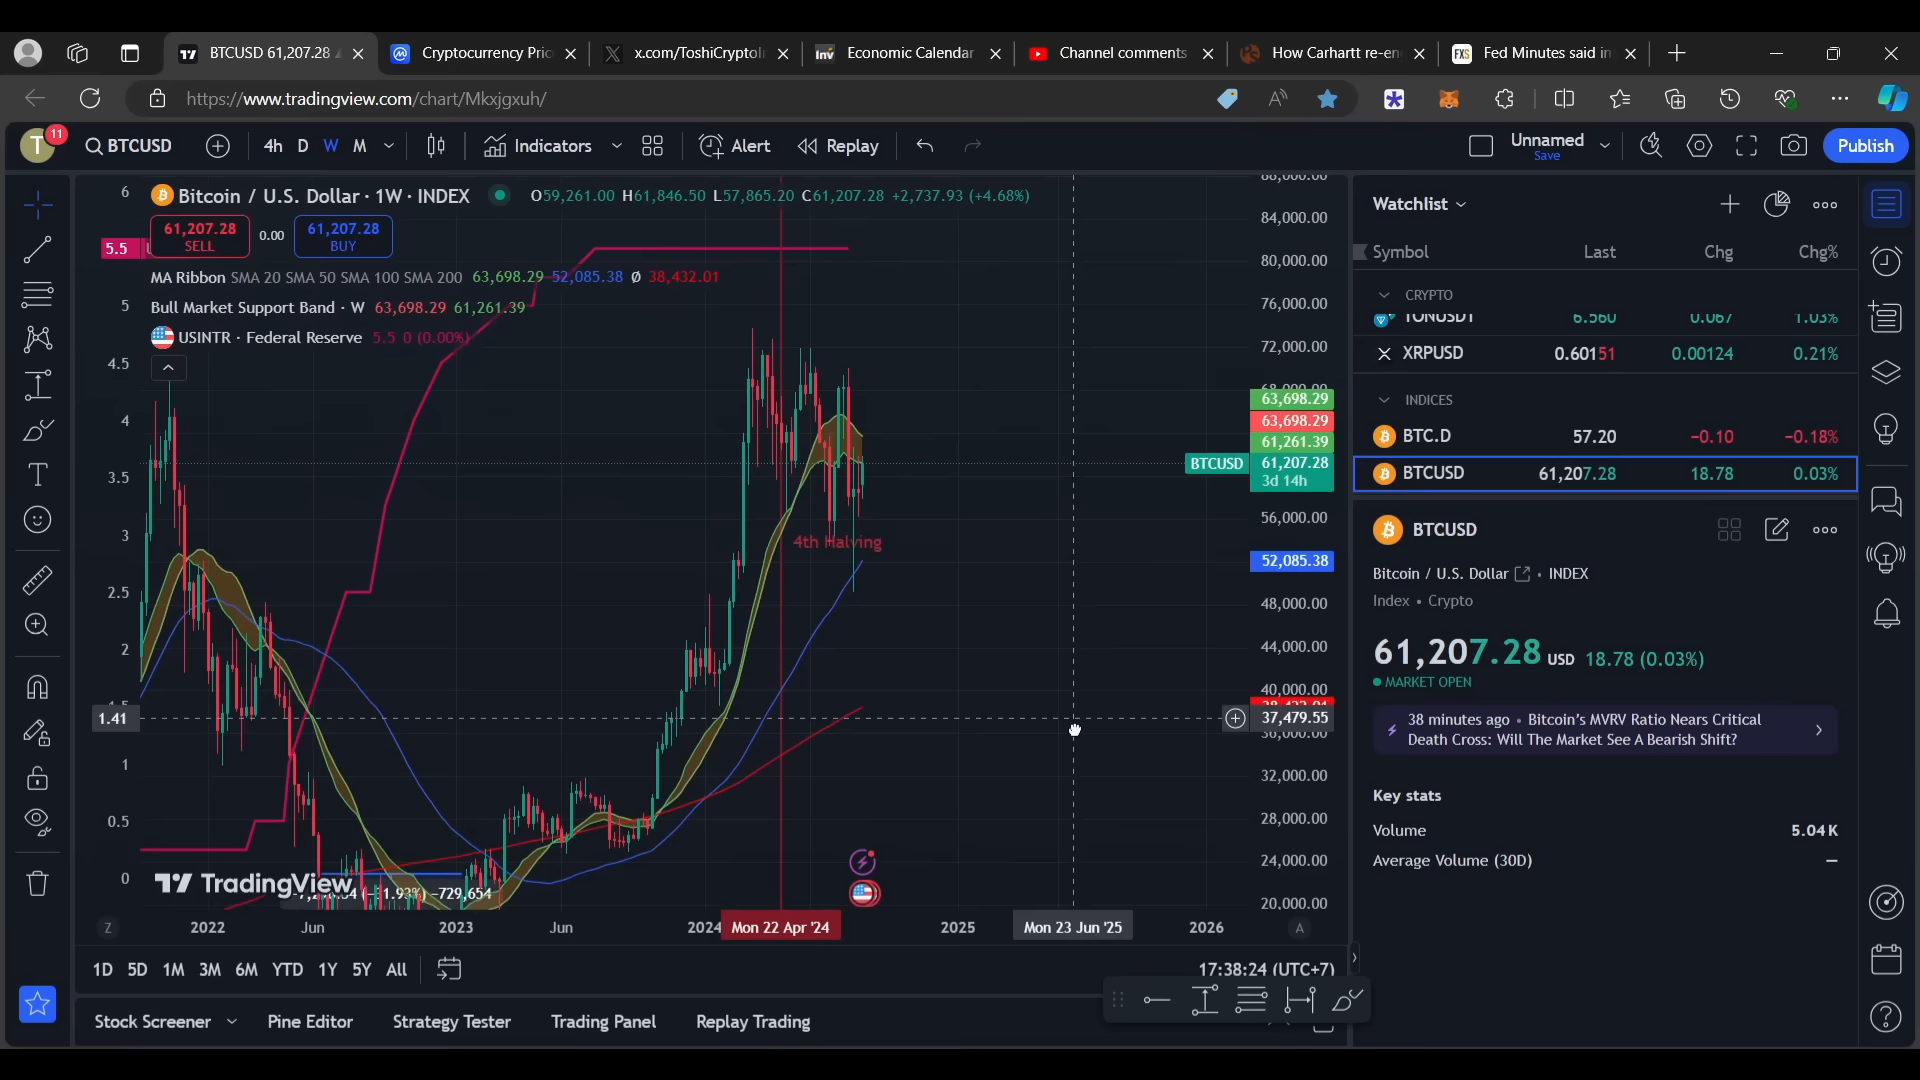 BTCUSD 61,207.28
Cryptocurrency Pric
x.com/ToshiCryptoI
Economic Calendar
Channel comments
How Carhartt re-en
Fed Minutes said in
https://www.tradingview.com/chart/Mkxjgxuh/
T 11
BTCUSD
4h D W M
Indicators
Alert
Replay
Unnamed
Save
Publish
Bitcoin / U.S. Dollar · 1W · INDEX
O59,261.00 H61,846.50 L57,865.20 C61,207.28 +2,737.93 (+4.68%)
61,207.28
SELL
0.00
61,207.28
BUY
MA Ribbon SMA 20 SMA 50 SMA 100 SMA 200 63,698.29 52,085.38 Ø 38,432.01
Bull Market Support Band · W 63,698.29 61,261.39
USINTR · Federal Reserve 5.5 0 (0.00%)
6
5.5
5
4.5
4
3.5
3
2.5
2
1.41
1
0.5
0
4th Halving
84,000.00
80,000.00
76,000.00
72,000.00
63,698.29
63,698.29
61,261.39
BTCUSD
61,207.28
3d 14h
56,000.00
52,085.38
48,000.00
44,000.00
40,000.00
37,479.55
36,000.00
32,000.00
28,000.00
24,000.00
20,000.00
TradingView
−729,654
Z
2022
Jun
2023
Jun
2024
Mon 22 Apr '24
2025
Mon 23 Jun '25
2026
A
1D 5D 1M 3M 6M YTD 1Y 5Y All
17:38:24 (UTC+7)
Stock Screener
Pine Editor
Strategy Tester
Trading Panel
Replay Trading
Watchlist
Symbol Last Chg Chg%
CRYPTO
TONUSDT 6.560 0.067 1.03%
XRPUSD 0.60151 0.00124 0.21%
INDICES
BTC.D 57.20 −0.10 −0.18%
BTCUSD 61,207.28 18.78 0.03%
BTCUSD
Bitcoin / U.S. Dollar • INDEX
Index • Crypto
61,207.28 USD 18.78 (0.03%)
MARKET OPEN
38 minutes ago • Bitcoin's MVRV Ratio Nears Critical
Death Cross: Will The Market See A Bearish Shift?
Key stats
Volume 5.04K
Average Volume (30D) —